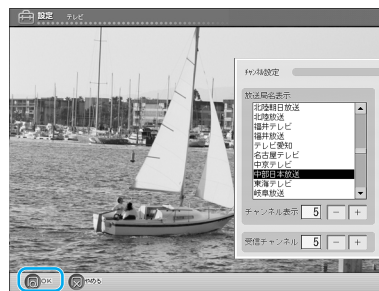 設定 テレビ
ﾁｬﾝﾈﾙ設定
放送局名表示
北陸朝日放送
北陸放送
福井テレビ
福井放送
テレビ愛知
名古屋テレビ
中京テレビ
中部日本放送
東海テレビ
岐阜放送
チャンネル表示 5 − +
受信チャンネル 5 − +
OK やめる